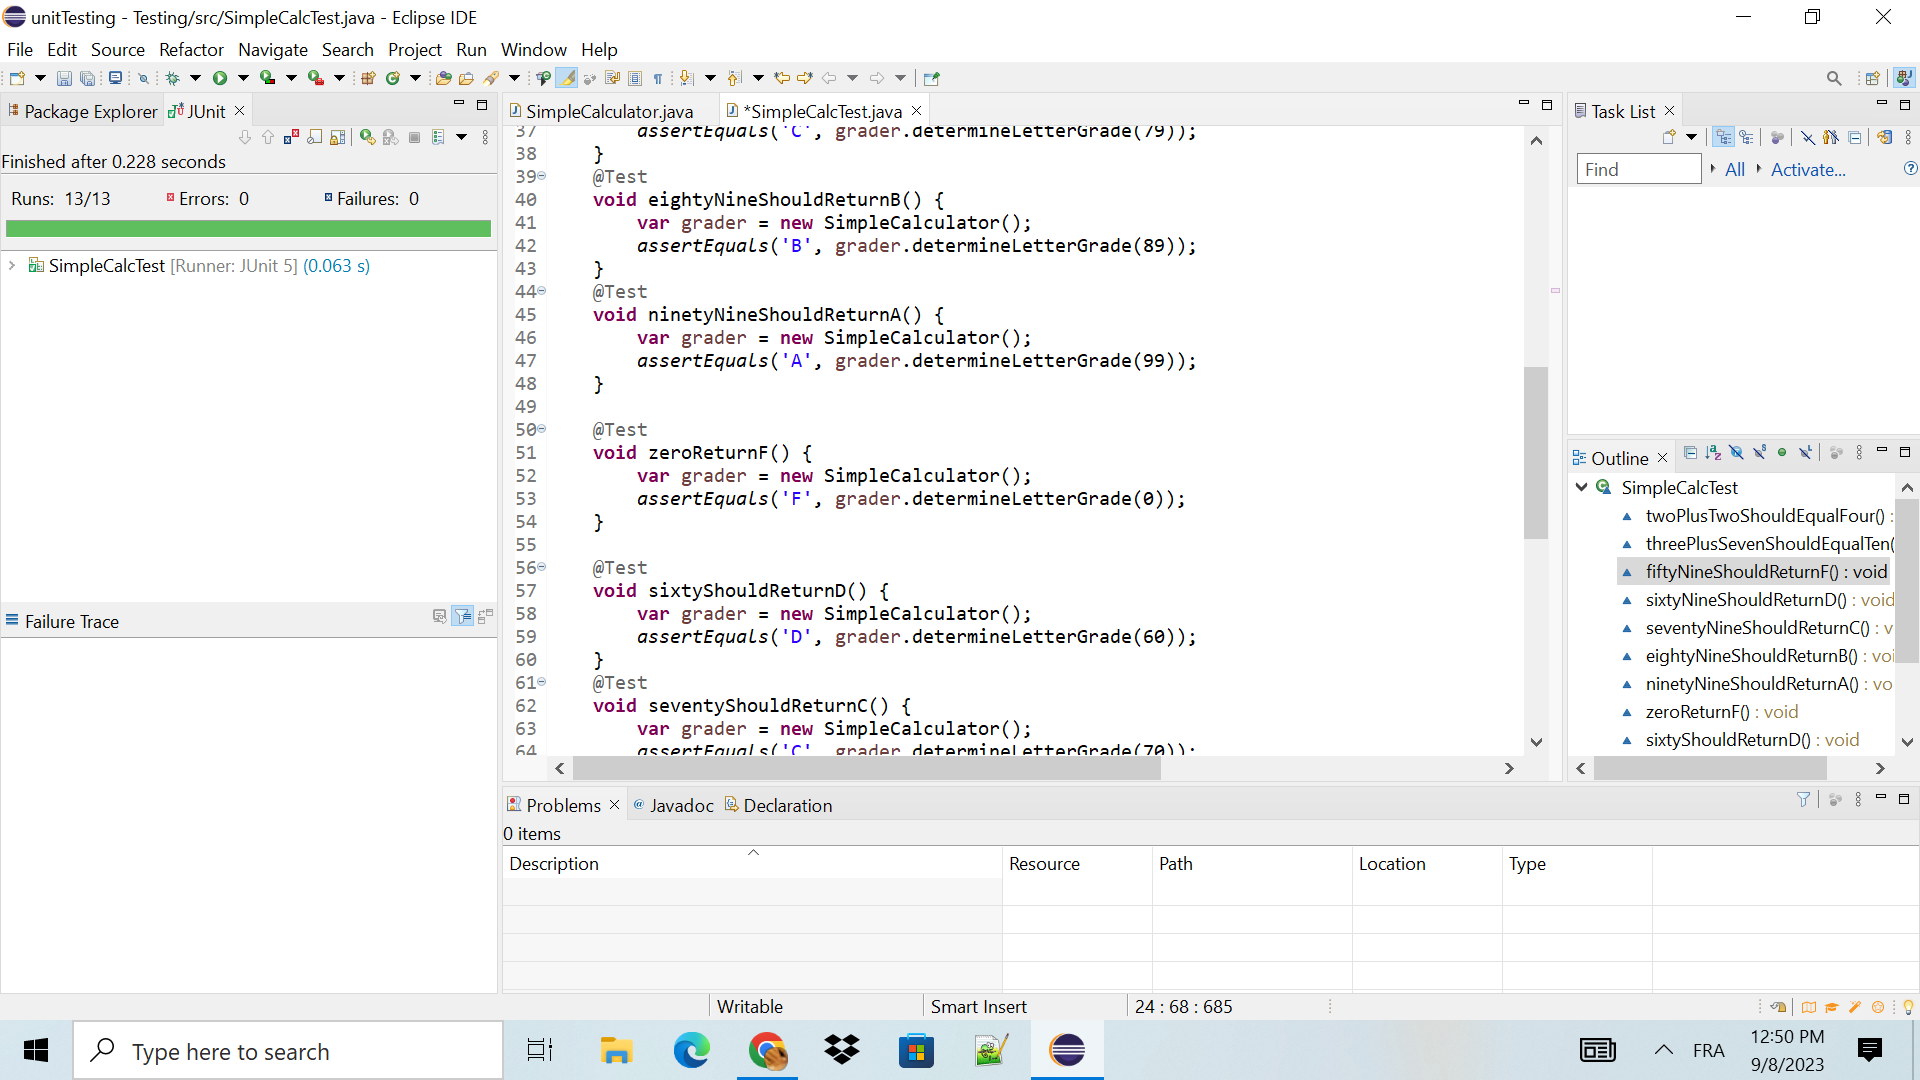 unitTesting - Testing/src/SimpleCalcTest.java - Eclipse IDE
File Edit Source Refactor Navigate Search Project Run Window Help
Package Explorer JUnit
Finished after 0.228 seconds
Runs: 13/13 Errors: 0 Failures: 0
SimpleCalcTest [Runner: JUnit 5] (0.063 s)
Failure Trace
SimpleCalculator.java *SimpleCalcTest.java
37 assertEquals('C', grader.determineLetterGrade(79));
38 }
39 @Test
40 void eightyNineShouldReturnB() {
41 var grader = new SimpleCalculator();
42 assertEquals('B', grader.determineLetterGrade(89));
43 }
44 @Test
45 void ninetyNineShouldReturnA() {
46 var grader = new SimpleCalculator();
47 assertEquals('A', grader.determineLetterGrade(99));
48 }
49
50 @Test
51 void zeroReturnF() {
52 var grader = new SimpleCalculator();
53 assertEquals('F', grader.determineLetterGrade(0));
54 }
55
56 @Test
57 void sixtyShouldReturnD() {
58 var grader = new SimpleCalculator();
59 assertEquals('D', grader.determineLetterGrade(60));
60 }
61 @Test
62 void seventyShouldReturnC() {
63 var grader = new SimpleCalculator();
64 assertEquals('C', grader.determineLetterGrade(70));
Task List
Find All Activate...
Outline
SimpleCalcTest
twoPlusTwoShouldEqualFour() :
threePlusSevenShouldEqualTen(
fiftyNineShouldReturnF() : void
sixtyNineShouldReturnD() : void
seventyNineShouldReturnC() : v
eightyNineShouldReturnB() : voi
ninetyNineShouldReturnA() : vo
zeroReturnF() : void
sixtyShouldReturnD() : void
Problems Javadoc Declaration
0 items
Description Resource Path Location Type
Writable Smart Insert 24 : 68 : 685
Type here to search
FRA
12:50 PM
9/8/2023